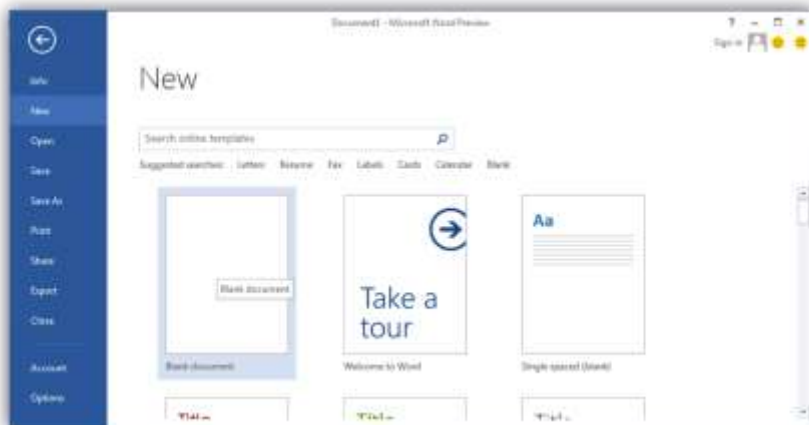 Document1 - Microsoft Word Preview
?
Sign in
Info
New
Open
Save
Save As
Print
Share
Export
Close
Account
Options
New
Search online templates
Suggested searches: Letters Resume Fax Labels Cards Calendar Blank
Blank document
Blank document
Take a
tour
Welcome to Word
Aa
Single spaced (blank)
Title
Title
Title